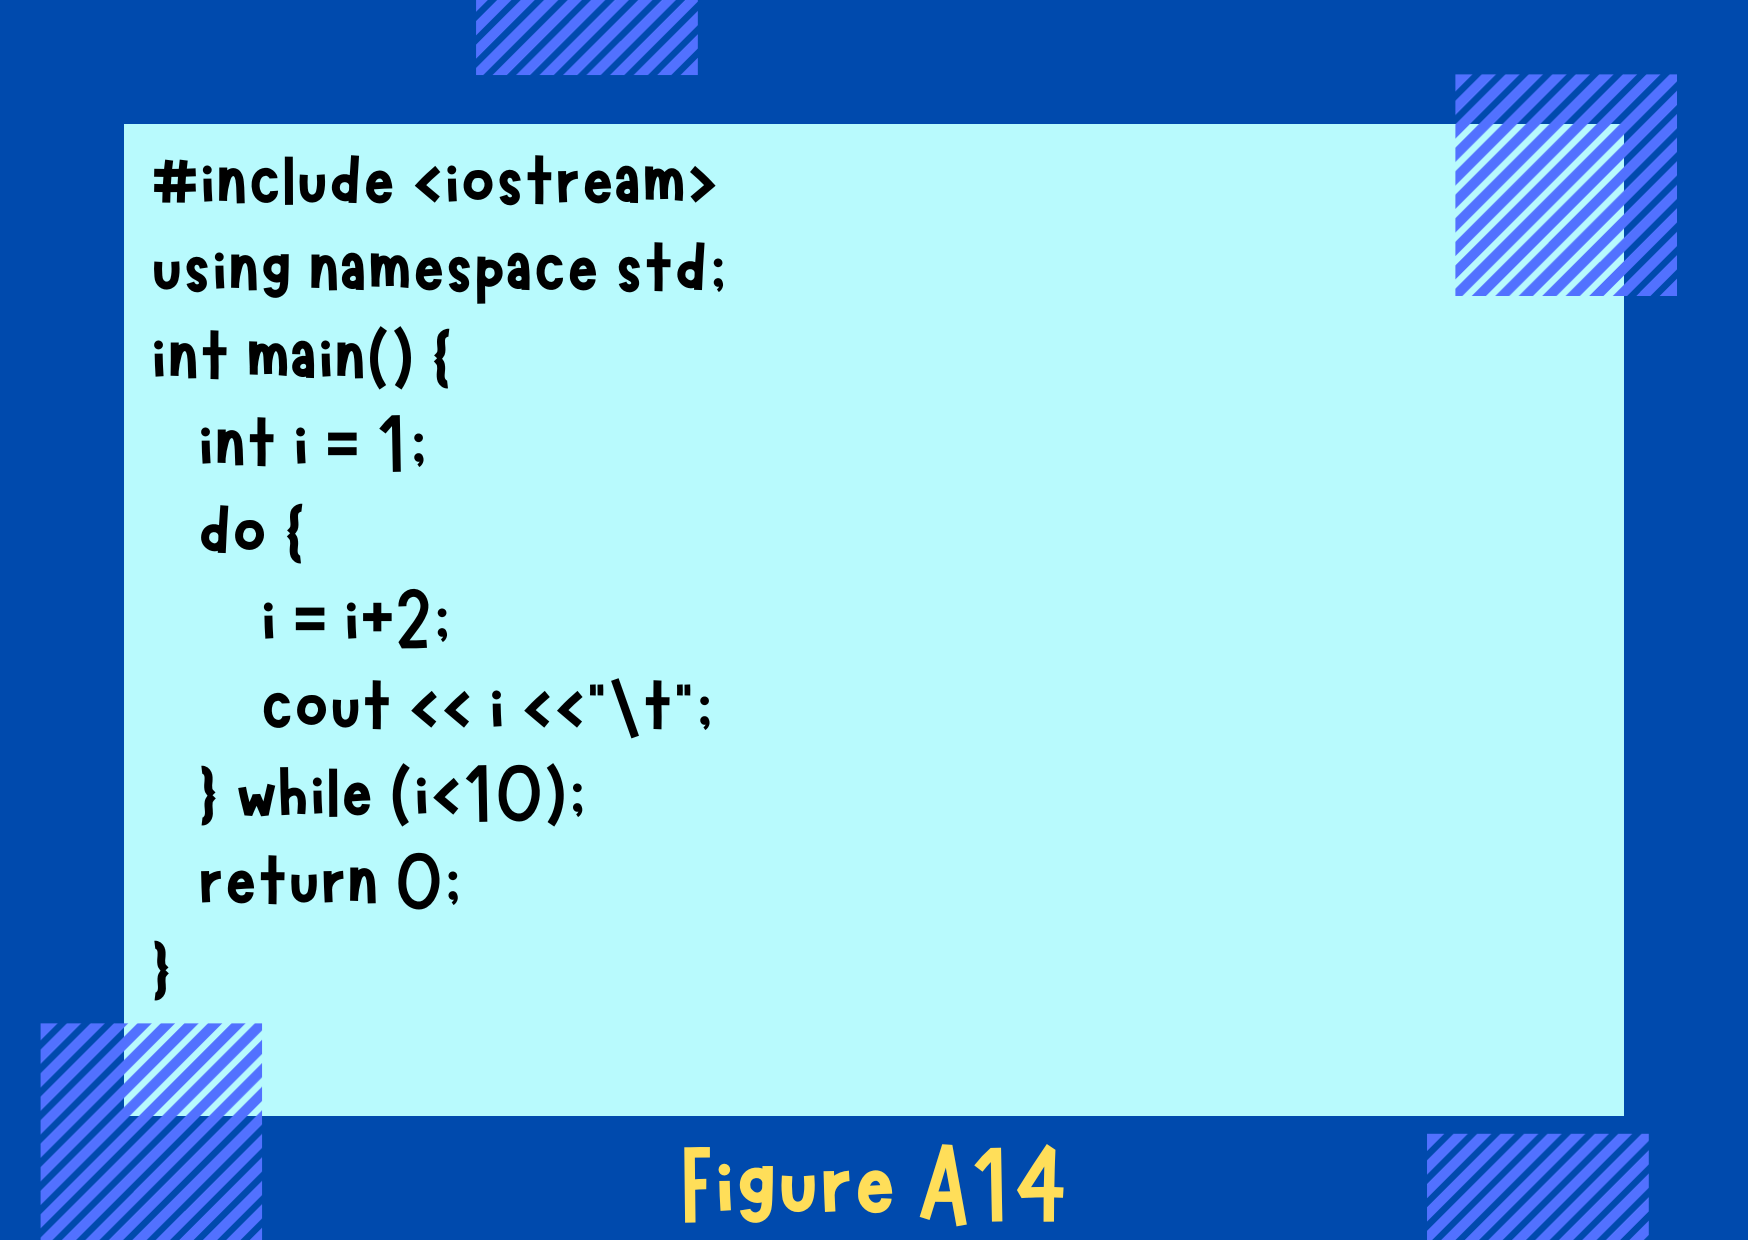 #include <iostream>
using namespace std;
int main() {
int i = 1;
do {
i = i+2;
cout << i <<"\t";
} while (i<10);
return 0;
}
Figure A14